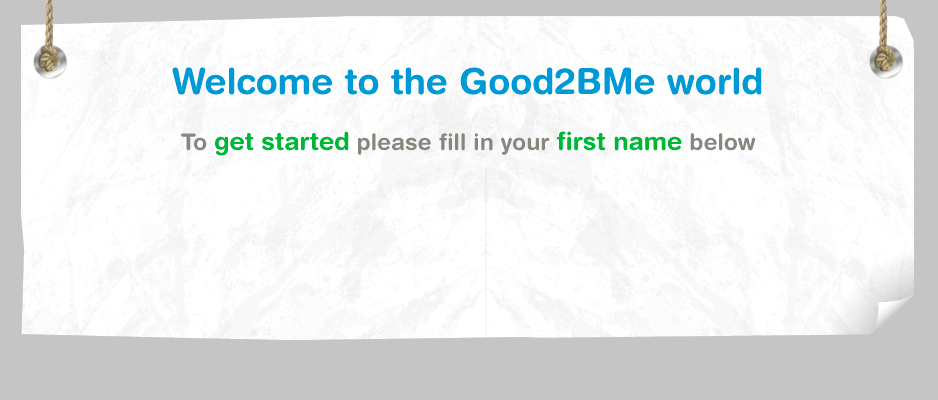 Welcome to the Good2BMe world
To get started please fill in your first name below